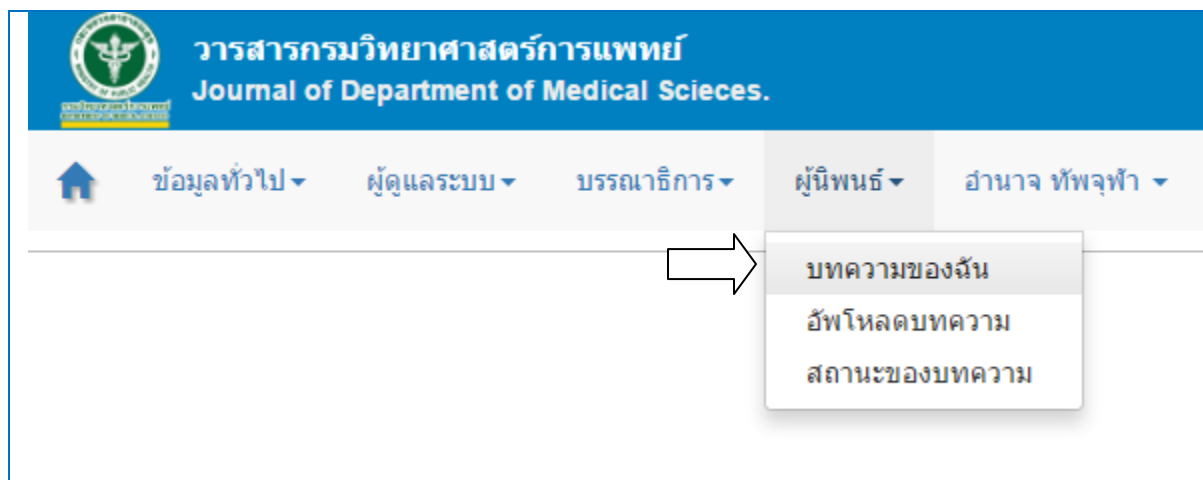 วารสารกรมวิทยาศาสตร์การแพทย์
Journal of Department of Medical Scieces.
ข้อมูลทั่วไป ผู้ดูแลระบบ บรรณาธิการ ผู้นิพนธ์ อำนาจ ทัพจุฬา
บทความของฉัน
อัพโหลดบทความ
สถานะของบทความ